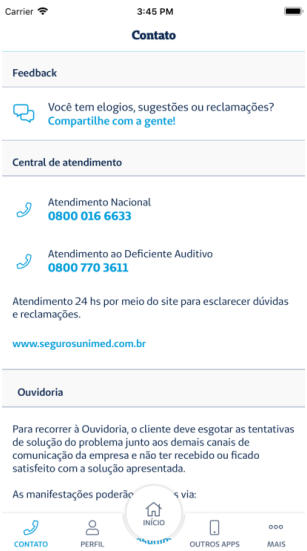 Carrier
3:45 PM
Contato
Feedback
Você tem elogios, sugestões ou reclamações?
Compartilhe com a gente!
Central de atendimento
Atendimento Nacional
0800 016 6633
Atendimento ao Deficiente Auditivo
0800 770 3611
Atendimento 24 hs por meio do site para esclarecer dúvidas
e reclamações.
www.segurosunimed.com.br
Ouvidoria
Para recorrer à Ouvidoria, o cliente deve esgotar as tentativas
de solução do problema junto aos demais canais de
comunicação da empresa e não ter recebido ou ficado
satisfeito com a solução apresentada.
As manifestações poderão s via:
INÍCIO
CONTATO
PERFIL
OUTROS APPS
MAIS